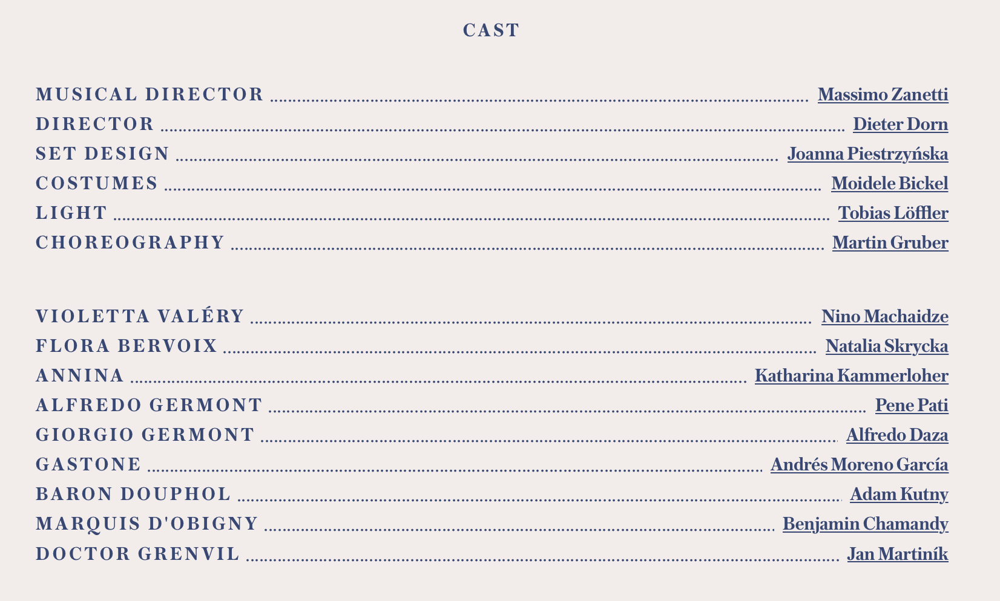 CAST
MUSICAL DIRECTOR ........ Massimo Zanetti
DIRECTOR ........ Dieter Dorn
SET DESIGN ........ Joanna Piestrzyńska
COSTUMES ........ Moidele Bickel
LIGHT ........ Tobias Löffler
CHOREOGRAPHY ........ Martin Gruber
VIOLETTA VALÉRY ........ Nino Machaidze
FLORA BERVOIX ........ Natalia Skrycka
ANNINA ........ Katharina Kammerloher
ALFREDO GERMONT ........ Pene Pati
GIORGIO GERMONT ........ Alfredo Daza
GASTONE ........ Andrés Moreno García
BARON DOUPHOL ........ Adam Kutny
MARQUIS D'OBIGNY ........ Benjamin Chamandy
DOCTOR GRENVIL ........ Jan Martiník